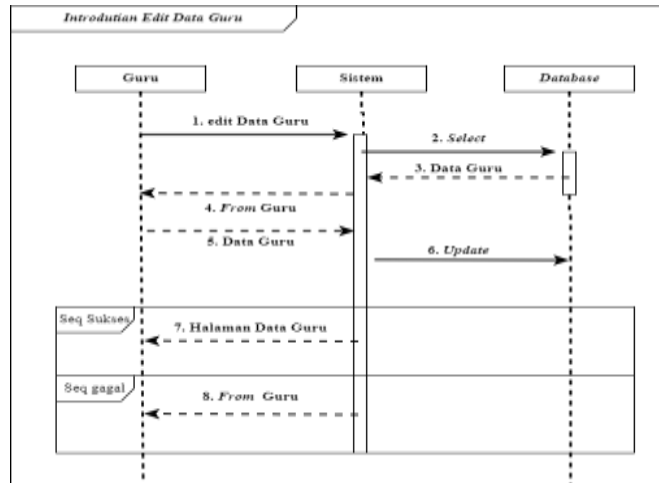 Introdutian Edit Data Guru
Guru
Sistem
Database
1. edit Data Guru
2. Select
3. Data Guru
4. From Guru
5. Data Guru
6. Update
Seq Sukses
7. Halaman Data Guru
Seq gagal
8. From Guru